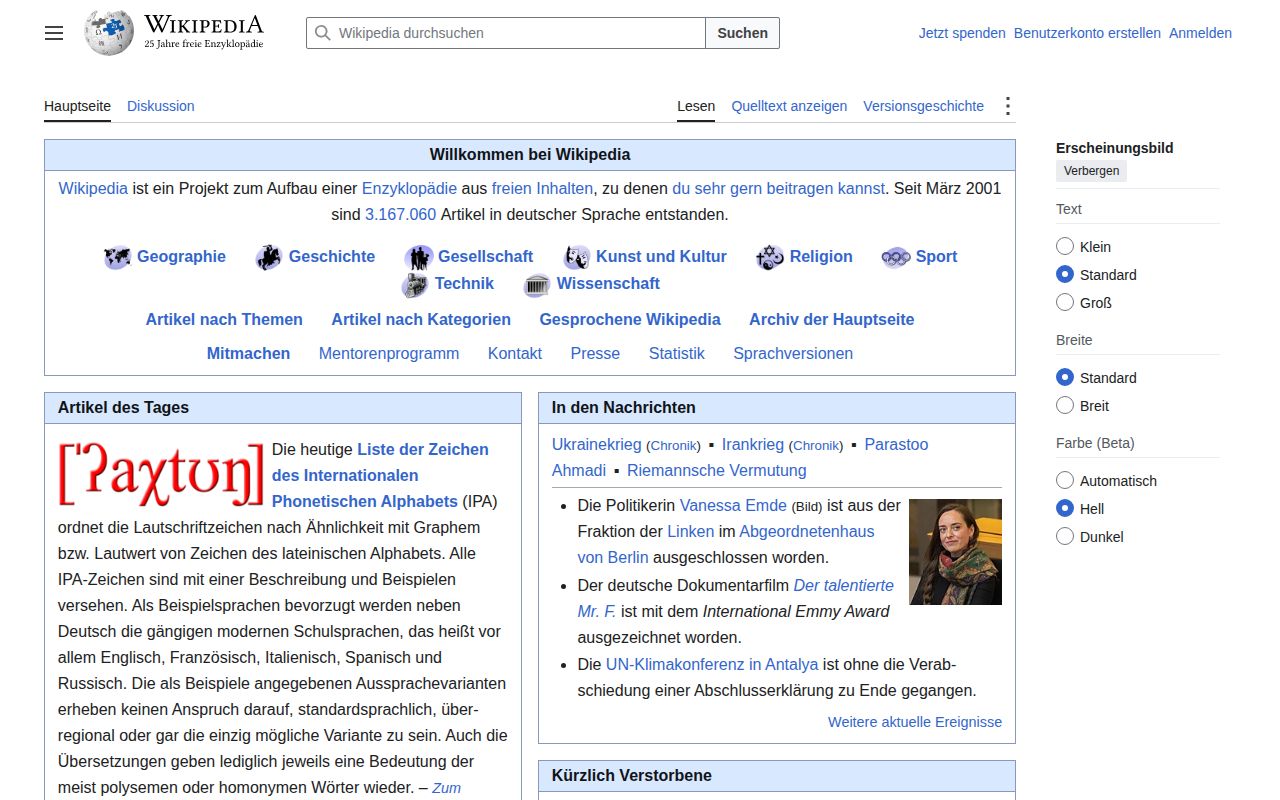 WIKIPEDIA
25 Jahre freie Enzyklopädie
Wikipedia durchsuchen
Suchen
Jetzt spenden Benutzerkonto erstellen Anmelden
Hauptseite Diskussion
Lesen Quelltext anzeigen Versionsgeschichte
Willkommen bei Wikipedia
Wikipedia ist ein Projekt zum Aufbau einer Enzyklopädie aus freien Inhalten, zu denen du sehr gern beitragen kannst. Seit März 2001
sind 3.167.060 Artikel in deutscher Sprache entstanden.
Geographie Geschichte Gesellschaft Kunst und Kultur Religion Sport
Technik Wissenschaft
Artikel nach Themen Artikel nach Kategorien Gesprochene Wikipedia Archiv der Hauptseite
Mitmachen Mentorenprogramm Kontakt Presse Statistik Sprachversionen
Artikel des Tages
[ˈʔaχtʊŋ]
Die heutige Liste der Zeichen
des Internationalen
Phonetischen Alphabets (IPA)
ordnet die Lautschriftzeichen nach Ähnlichkeit mit Graphem
bzw. Lautwert von Zeichen des lateinischen Alphabets. Alle
IPA-Zeichen sind mit einer Beschreibung und Beispielen
versehen. Als Beispielsprachen bevorzugt werden neben
Deutsch die gängigen modernen Schulsprachen, das heißt vor
allem Englisch, Französisch, Italienisch, Spanisch und
Russisch. Die als Beispiele angegebenen Aussprachevarianten
erheben keinen Anspruch darauf, standardsprachlich, über-
regional oder gar die einzig mögliche Variante zu sein. Auch die
Übersetzungen geben lediglich jeweils eine Bedeutung der
meist polysemen oder homonymen Wörter wieder. – Zum
In den Nachrichten
Ukrainekrieg (Chronik) ▪ Irankrieg (Chronik) ▪ Parastoo
Ahmadi ▪ Riemannsche Vermutung
• Die Politikerin Vanessa Emde (Bild) ist aus der
Fraktion der Linken im Abgeordnetenhaus
von Berlin ausgeschlossen worden.
• Der deutsche Dokumentarfilm Der talentierte
Mr. F. ist mit dem International Emmy Award
ausgezeichnet worden.
• Die UN-Klimakonferenz in Antalya ist ohne die Verab-
schiedung einer Abschlusserklärung zu Ende gegangen.
Weitere aktuelle Ereignisse
Kürzlich Verstorbene
Erscheinungsbild
Verbergen
Text
Klein
Standard
Groß
Breite
Standard
Breit
Farbe (Beta)
Automatisch
Hell
Dunkel